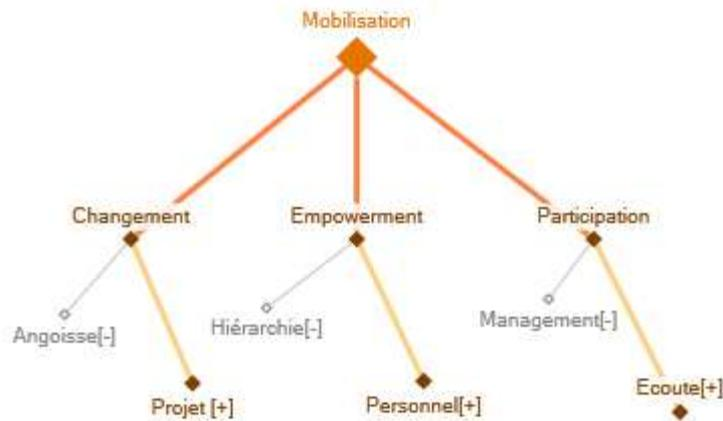 Mobilisation
Changement
Empowerment
Participation
Angoisse[-]
Hiérarchie[-]
Management[-]
Projet [+]
Personnel[+]
Ecoute[+]